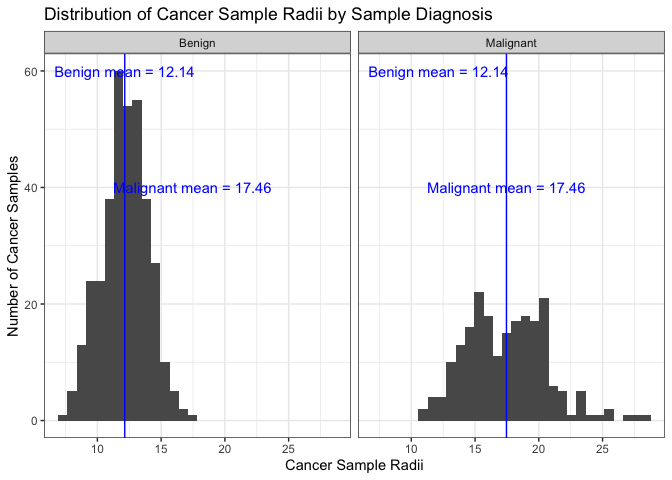 Distribution of Cancer Sample Radii by Sample Diagnosis
Benign
Malignant
Number of Cancer Samples
60
40
20
0
Benign mean = 12.14
Malignant mean = 17.46
Benign mean = 12.14
Malignant mean = 17.46
10 15 20 25
10 15 20 25
Cancer Sample Radii